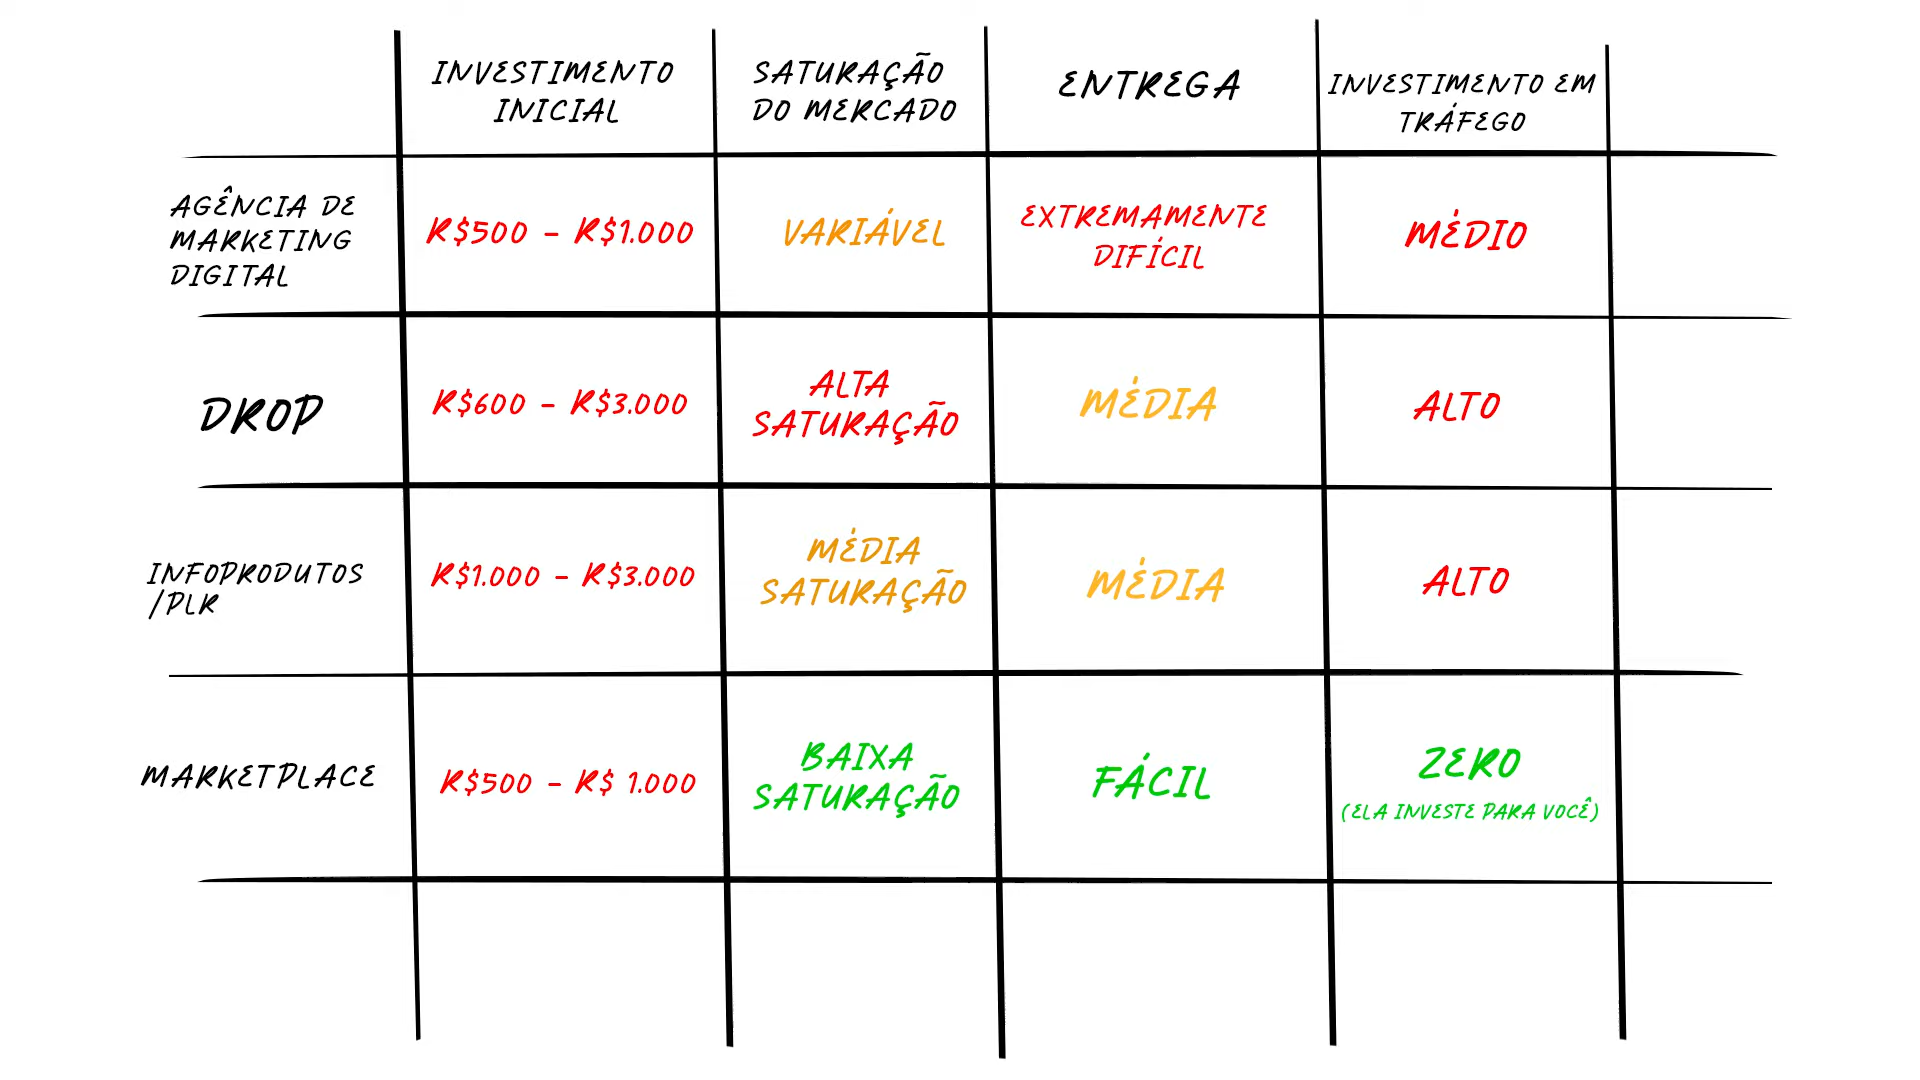 INVESTIMENTO
INICIAL
SATURAÇÃO
DO MERCADO
ENTREGA
INVESTIMENTO EM
TRÁFEGO
AGÊNCIA DE
MARKETING
DIGITAL
R$500 - R$1.000
VARIÁVEL
EXTREMAMENTE
DIFÍCIL
MÉDIO
DROP
R$600 - R$3.000
ALTA
SATURAÇÃO
MÉDIA
ALTO
INFOPRODUTOS
/PLR
R$1.000 - R$3.000
MÉDIA
SATURAÇÃO
MÉDIA
ALTO
MARKETPLACE
R$500 - R$ 1.000
BAIXA
SATURAÇÃO
FÁCIL
ZERO
(ELA INVESTE PARA VOCÊ)